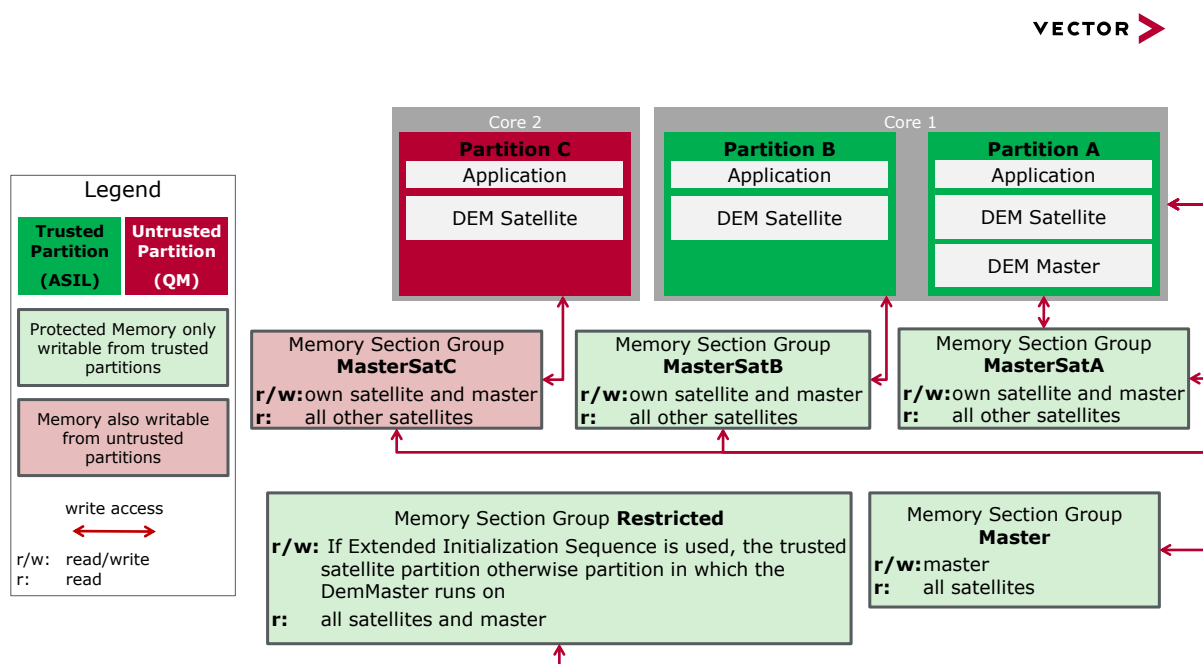 VECTOR
Core 2
Partition C
Application
DEM Satellite
Core 1
Partition B
Application
DEM Satellite
Partition A
Application
DEM Satellite
DEM Master
Legend
Trusted
Partition
(ASIL)
Untrusted
Partition
(QM)
Protected Memory only
writable from trusted
partitions
Memory also writable
from untrusted
partitions
write access
r/w: read/write
r: read
Memory Section Group
MasterSatC
r/w: own satellite and master
r: all other satellites
Memory Section Group
MasterSatB
r/w: own satellite and master
r: all other satellites
Memory Section Group
MasterSatA
r/w: own satellite and master
r: all other satellites
Memory Section Group Restricted
r/w: If Extended Initialization Sequence is used, the trusted
satellite partition otherwise partition in which the
DemMaster runs on
r: all satellites and master
Memory Section Group
Master
r/w: master
r: all satellites